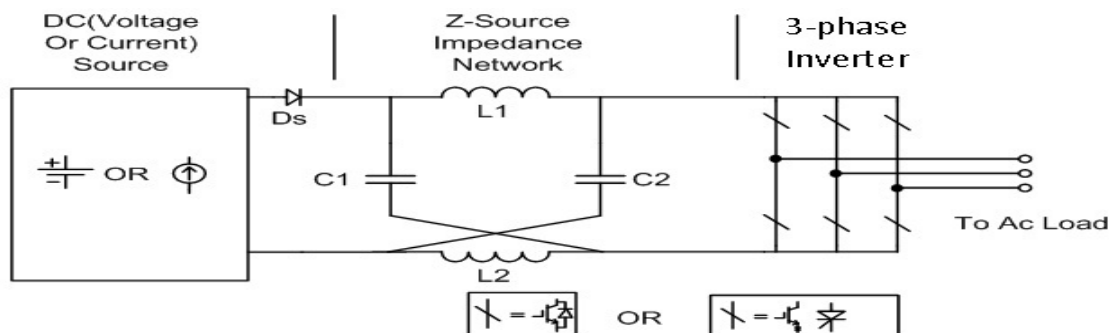 DC(Voltage
Or Current)
Source
Z-Source
Impedance
Network
3-phase
Inverter
Ds
L1
+
-
OR
C1
C2
To Ac Load
L2
=
OR
=